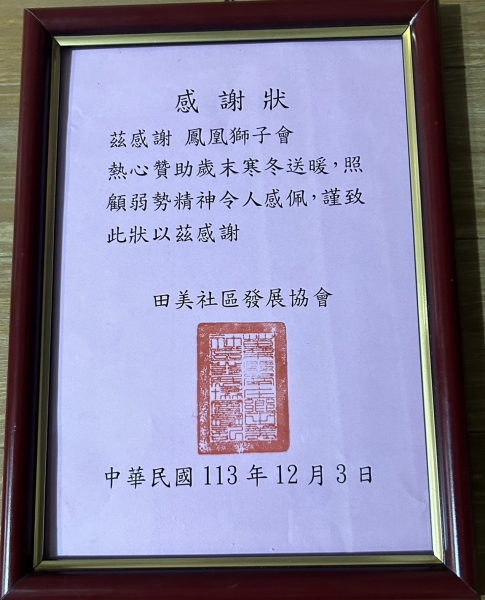 感謝狀
茲感謝 鳳凰獅子會
熱心贊助歲末寒冬送暖,照
顧弱勢精神令人感佩,謹致
此狀以茲感謝
田美社區發展協會
中華民國 113 年 12 月 3 日